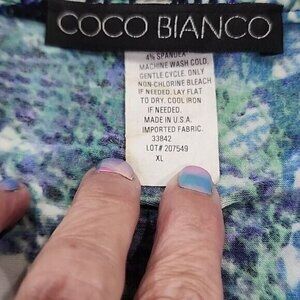 COCO BIANCO
4% SPANDEX
MACHINE WASH COLD,
GENTLE CYCLE. ONLY
NON-CHLORINE BLEACH
IF NEEDED. LAY FLAT
TO DRY. COOL IRON
IF NEEDED.
MADE IN U.S.A.
IMPORTED FABRIC.
33842
LOT# 207549
XL